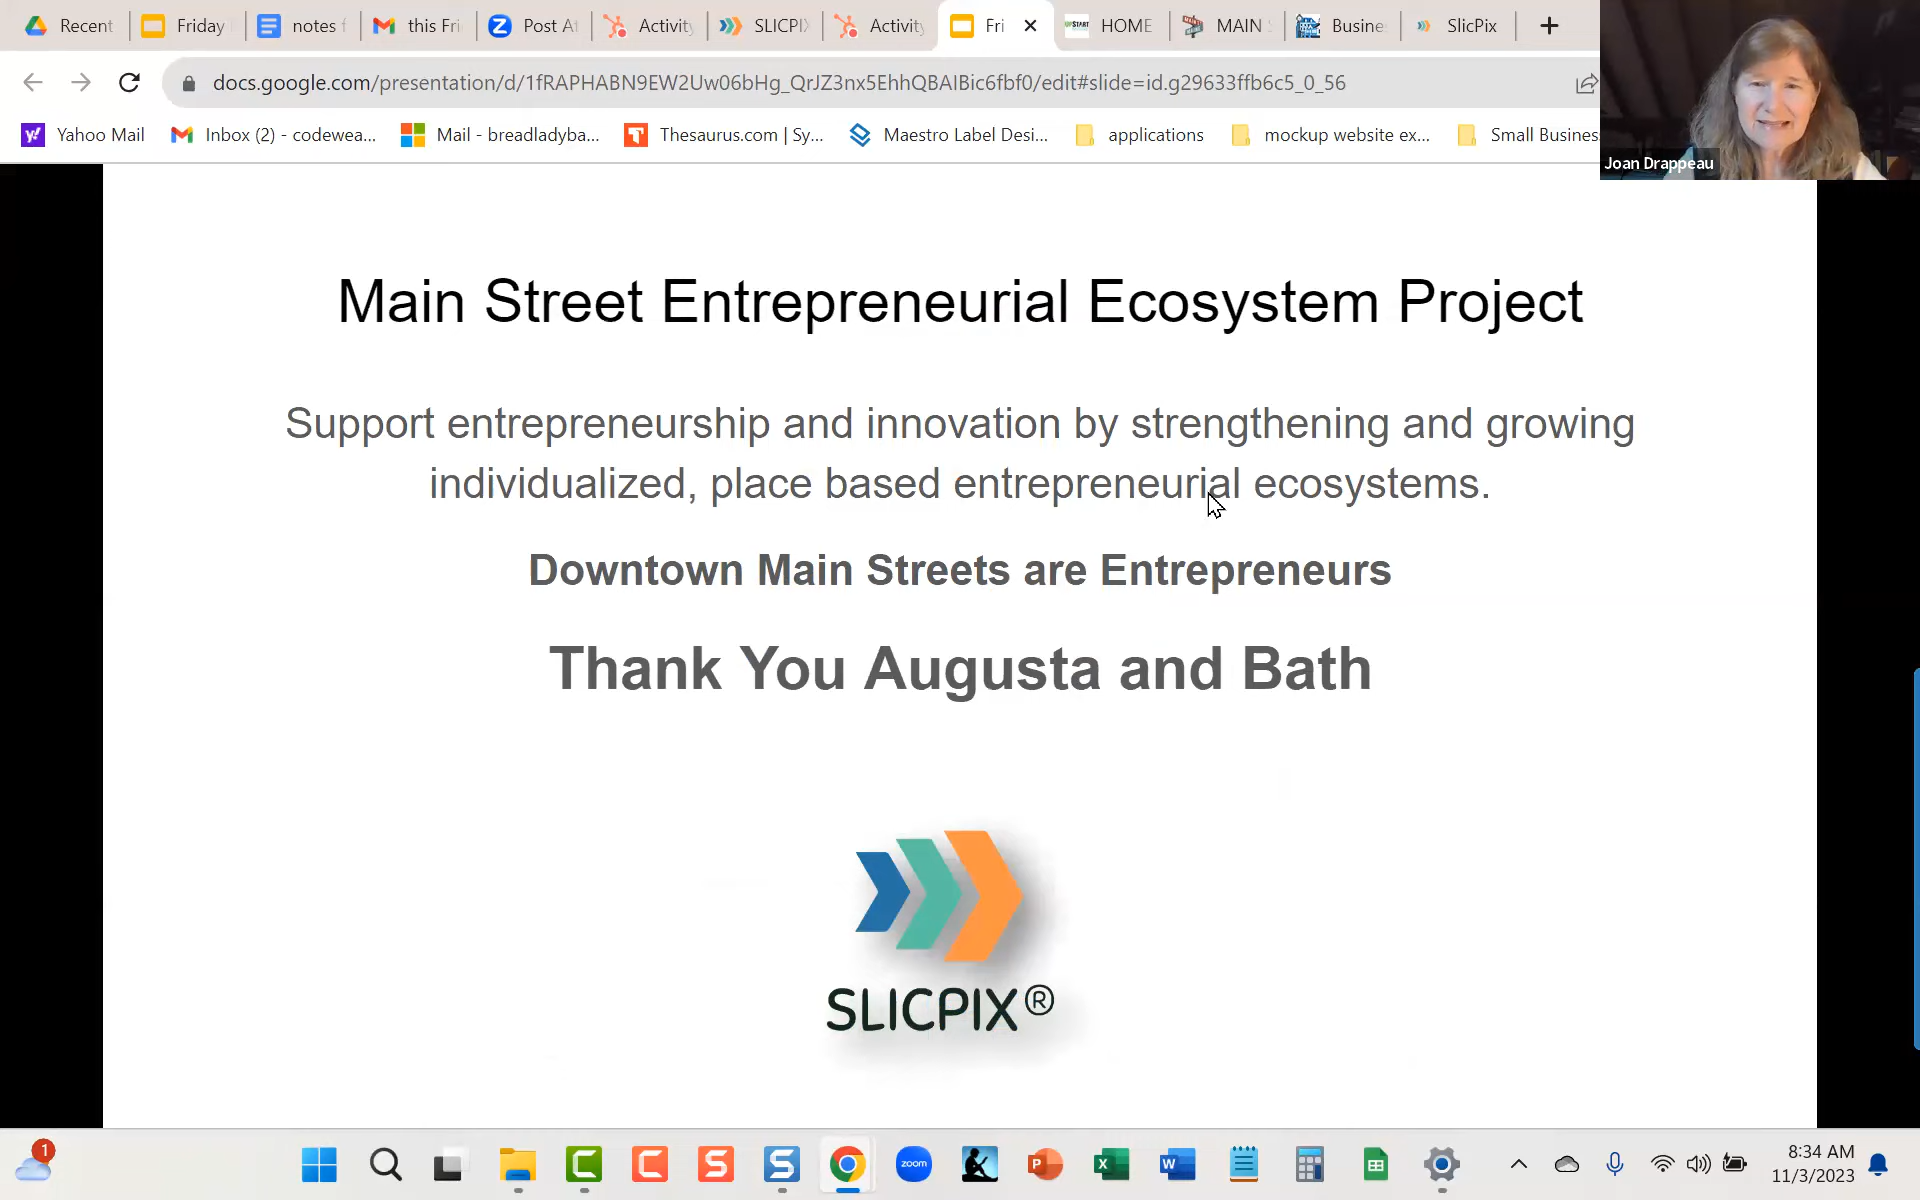 Recent
Friday
notes f
this Fri
Post At
Activity
SLICPIX
Activity
Fri
HOME
MAIN
Busine
SlicPix
docs.google.com/presentation/d/1fRAPHABN9EW2Uw06bHg_QrJZ3nx5EhhQBAIBic6fbf0/edit#slide=id.g29633ffb6c5_0_56
Yahoo Mail
Inbox (2) - codewea...
Mail - breadladyba...
Thesaurus.com | Sy...
Maestro Label Desi...
applications
mockup website ex...
Small Business
Joan Drappeau
Main Street Entrepreneurial Ecosystem Project
Support entrepreneurship and innovation by strengthening and growing
individualized, place based entrepreneurial ecosystems.
Downtown Main Streets are Entrepreneurs
Thank You Augusta and Bath
SLICPIX®
1
zoom
8:34 AM
11/3/2023